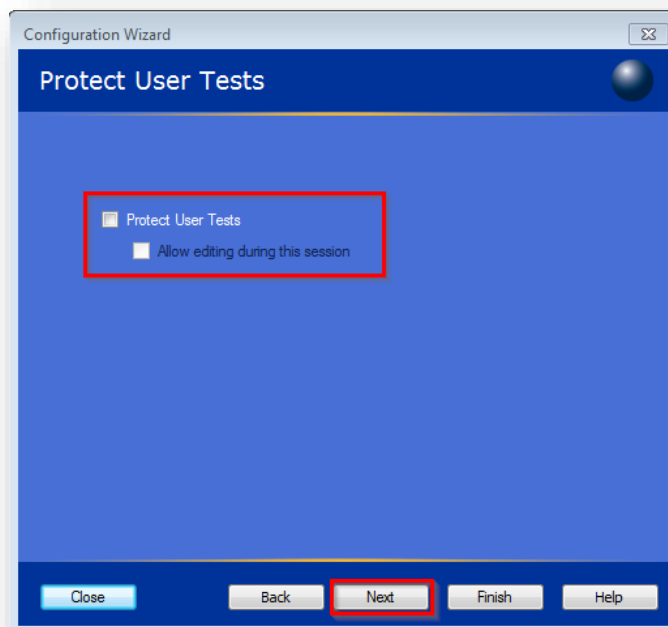 Configuration Wizard
Protect User Tests
Protect User Tests
Allow editing during this session
Close Back Next Finish Help